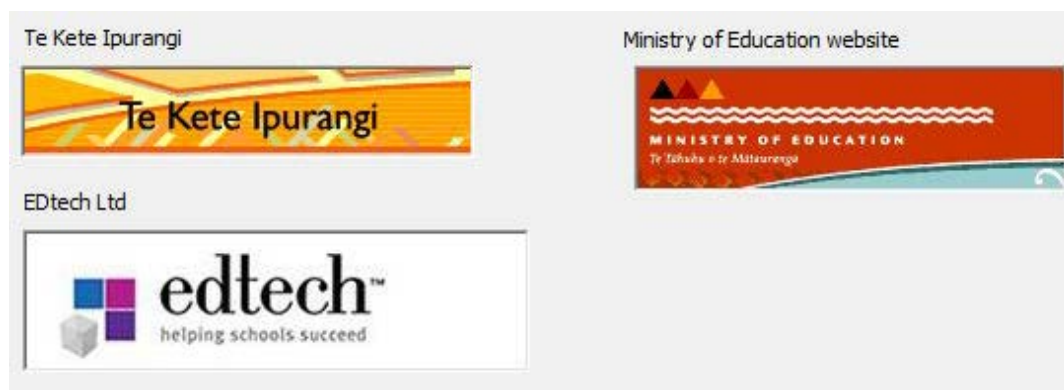 Te Kete Ipurangi
Te Kete Ipurangi
Ministry of Education website
MINISTRY OF EDUCATION
Te Tāhuhu o te Mātauranga
EDtech Ltd
edtech™
helping schools succeed